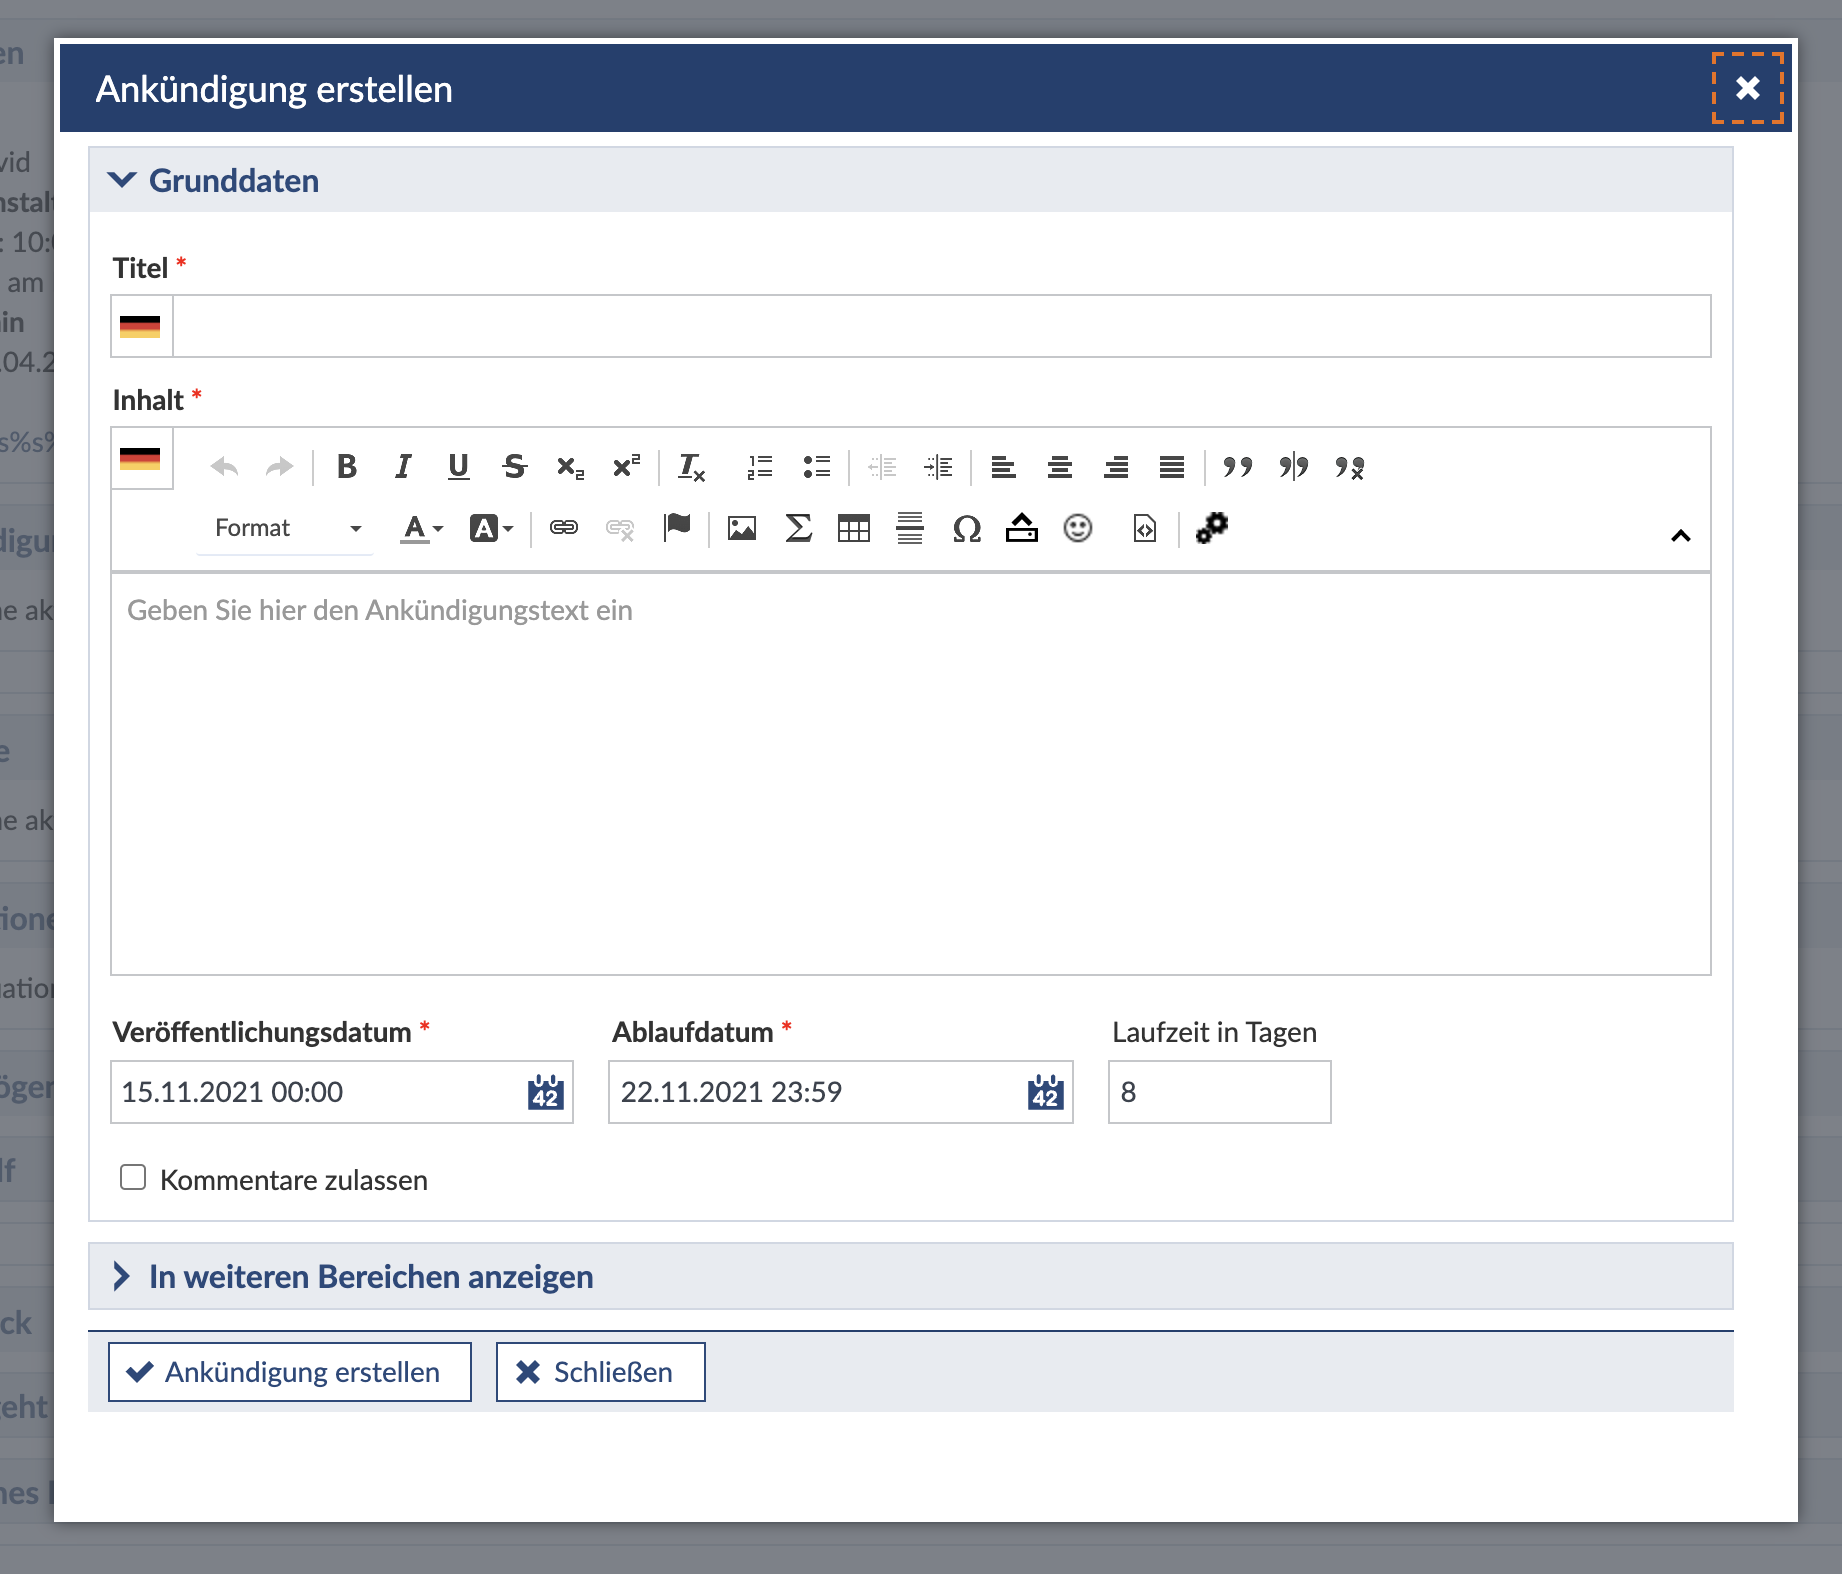 Ankündigung erstellen
Grunddaten
Titel *
Inhalt *
Format
Geben Sie hier den Ankündigungstext ein
Veröffentlichungsdatum * Ablaufdatum * Laufzeit in Tagen
15.11.2021 00:00 42 22.11.2021 23:59 42 8
Kommentare zulassen
In weiteren Bereichen anzeigen
Ankündigung erstellen Schließen